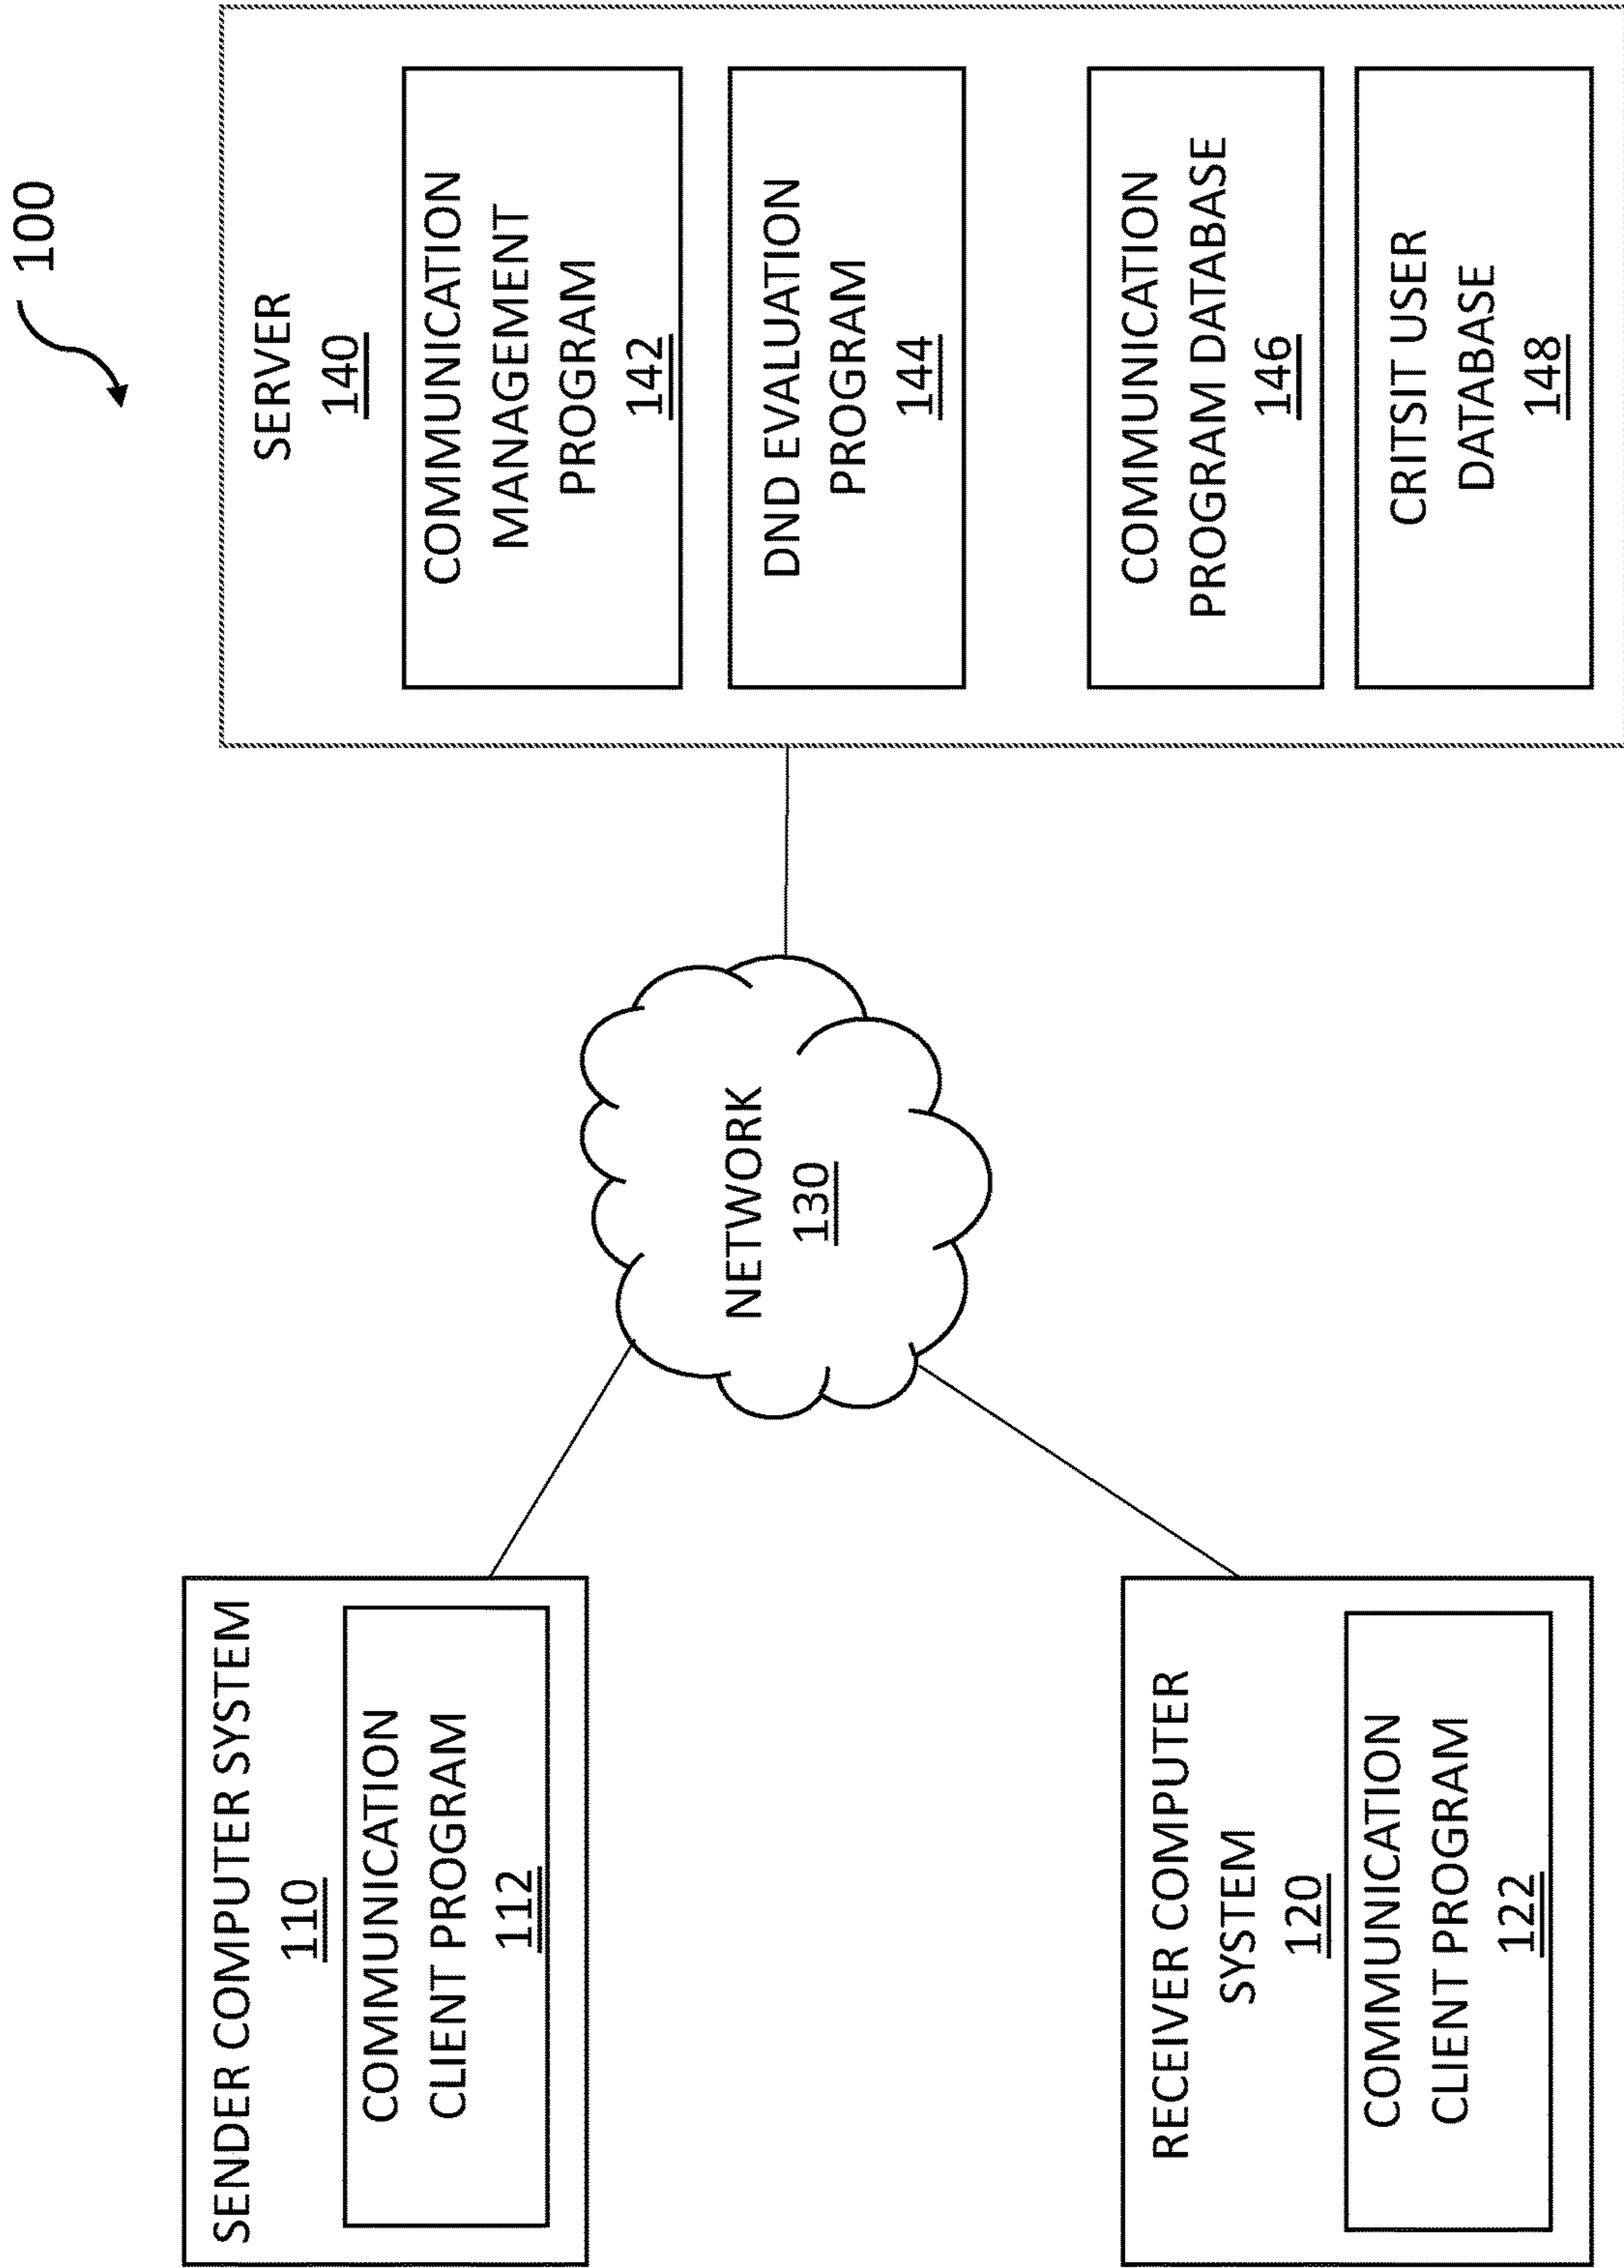 100
SENDER COMPUTER SYSTEM
110
COMMUNICATION
CLIENT PROGRAM
112
RECEIVER COMPUTER
SYSTEM
120
COMMUNICATION
CLIENT PROGRAM
122
NETWORK
130
SERVER
140
COMMUNICATION
MANAGEMENT
PROGRAM
142
DND EVALUATION
PROGRAM
144
COMMUNICATION
PROGRAM DATABASE
146
CRITSIT USER
DATABASE
148